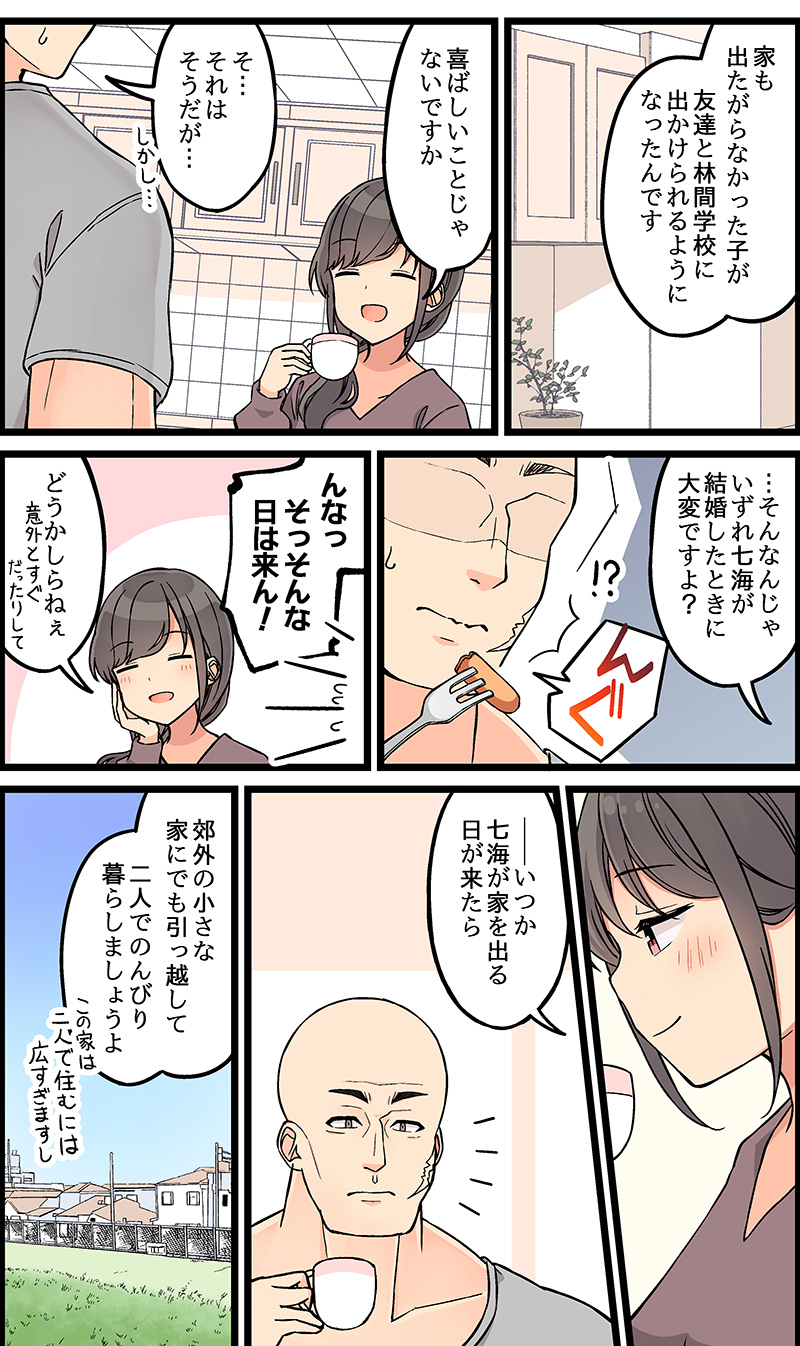 家も
出たがらなかった子が
友達と林間学校に
出かけられるように
なったんです
喜ばしいことじゃ
ないですか
そ…
それは
そうだが…
しかし…
…そんなんじゃ
いずれ七海が
結婚したときに
大変ですよ?
!?
んぐ
んなっ
そっそんな
日は来ん!
どうかしらねぇ
意外とすぐ
だったりして
――いつか
七海が家を出る
日が来たら
郊外の小さな
家にでも引っ越して
二人でのんびり
暮らしましょうよ
この家は
二人で住むには
広すぎますし